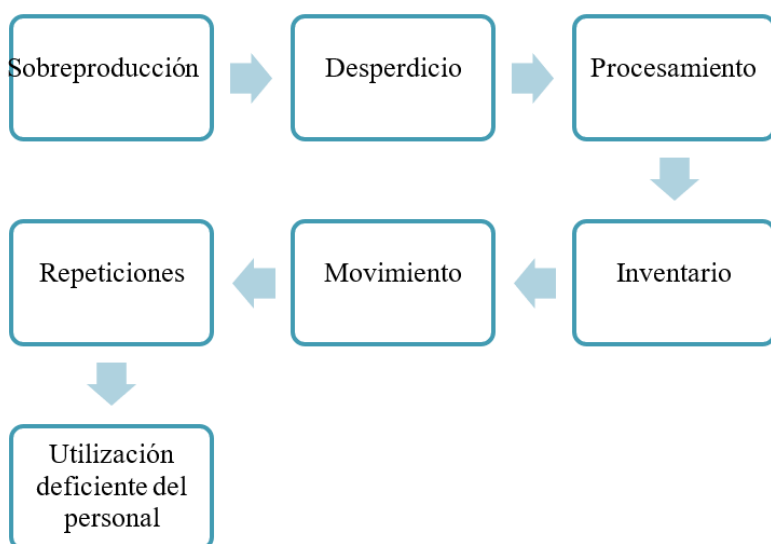 Sobreproducción
Desperdicio
Procesamiento
Inventario
Movimiento
Repeticiones
Utilización
deficiente del
personal